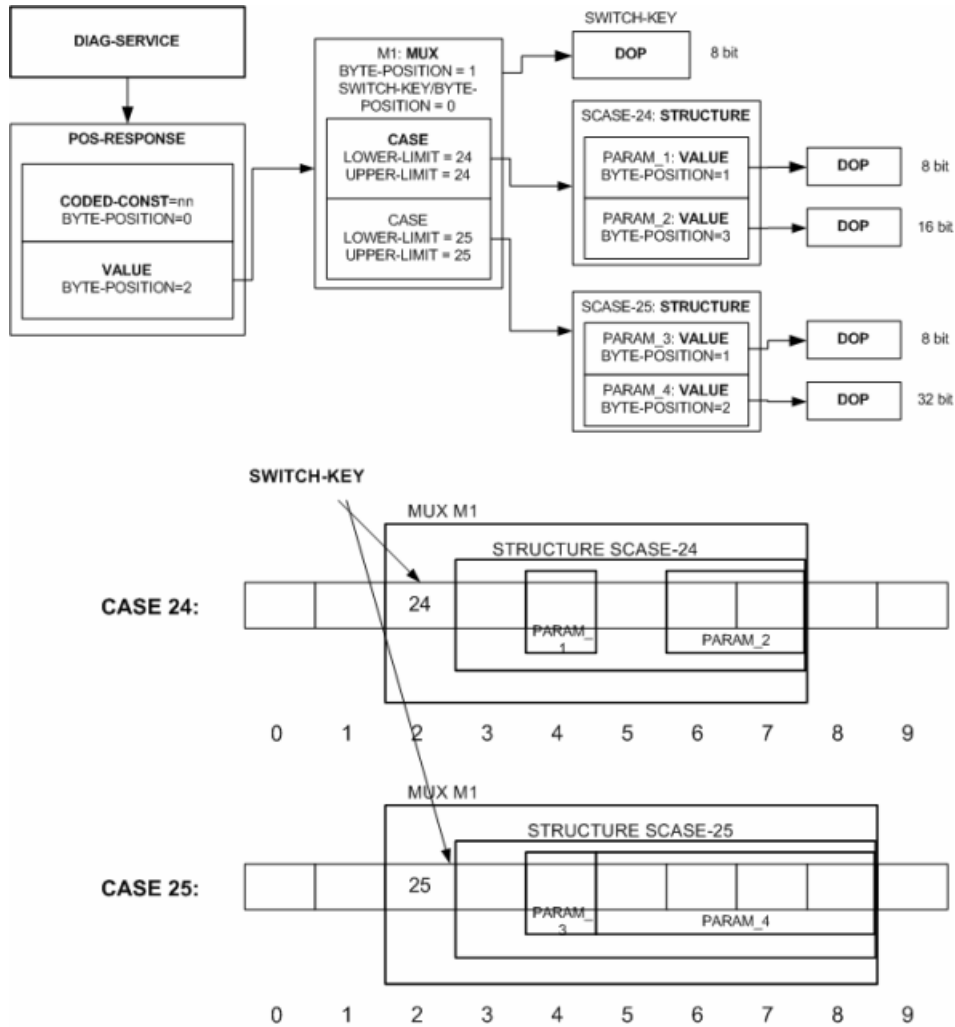 DIAG-SERVICE
POS-RESPONSE
CODED-CONST=nn
BYTE-POSITION=0
VALUE
BYTE-POSITION=2
M1: MUX
BYTE-POSITION = 1
SWITCH-KEY/BYTE-
POSITION = 0
CASE
LOWER-LIMIT = 24
UPPER-LIMIT = 24
CASE
LOWER-LIMIT = 25
UPPER-LIMIT = 25
SWITCH-KEY
DOP
8 bit
SCASE-24: STRUCTURE
PARAM_1: VALUE
BYTE-POSITION=1
DOP
8 bit
PARAM_2: VALUE
BYTE-POSITION=3
DOP
16 bit
SCASE-25: STRUCTURE
PARAM_3: VALUE
BYTE-POSITION=1
DOP
8 bit
PARAM_4: VALUE
BYTE-POSITION=2
DOP
32 bit
SWITCH-KEY
MUX M1
STRUCTURE SCASE-24
CASE 24:
24
PARAM_
1
PARAM_2
0 1 2 3 4 5 6 7 8 9
MUX M1
STRUCTURE SCASE-25
CASE 25:
25
PARAM_
3
PARAM_4
0 1 2 3 4 5 6 7 8 9